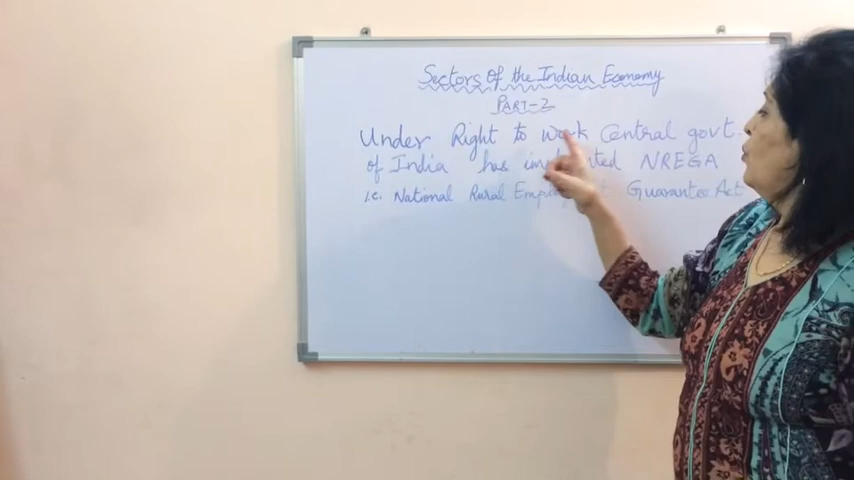 Sectors of the Indian Economy
PART-2
Under Right to work Central govt.
of India has NREGA
i.e. National Rural Guarantee Act